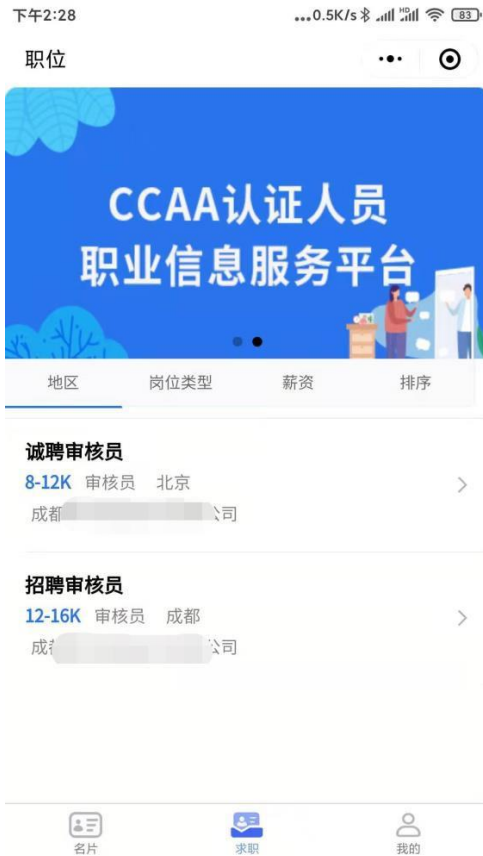 下午2:28
...0.5K/s HD 83
职位
CCAA认证人员
职业信息服务平台
地区 岗位类型 薪资 排序
诚聘审核员
8-12K 审核员 北京
成都 公司
招聘审核员
12-16K 审核员 成都
成 公司
名片 求职 我的